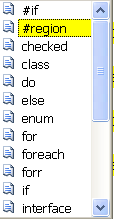 #if
#region
checked
class
do
else
enum
for
foreach
forr
if
interface